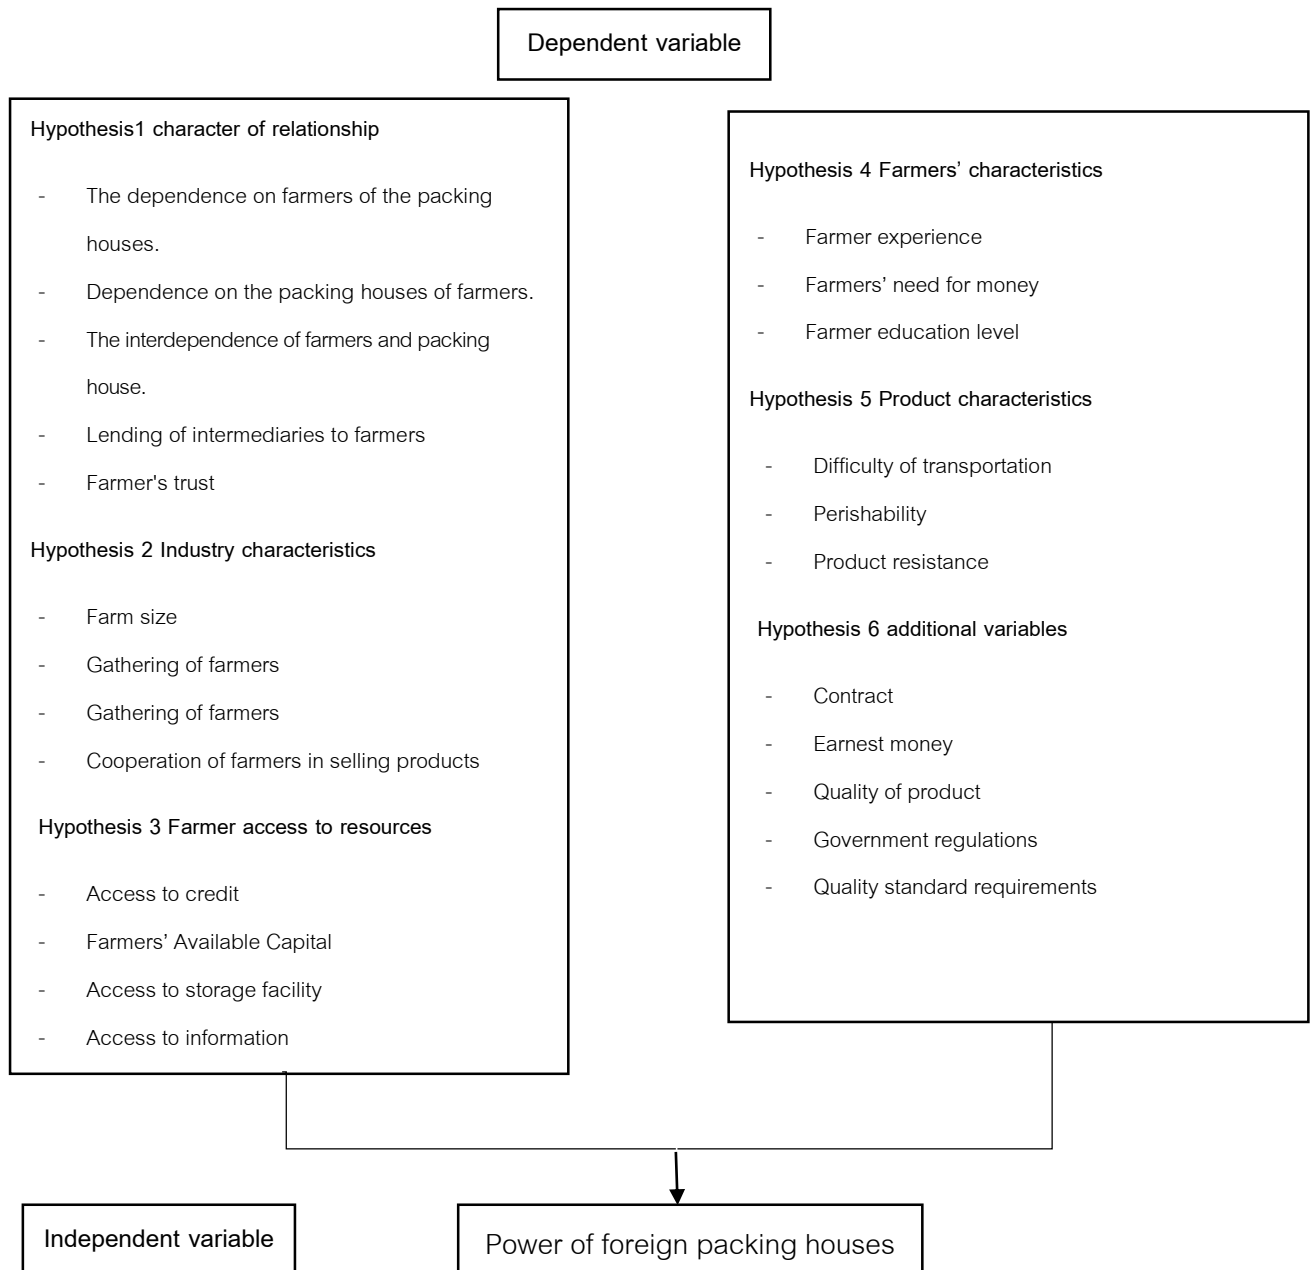 Dependent variable
Hypothesis1 character of relationship
- The dependence on farmers of the packing
houses.
- Dependence on the packing houses of farmers.
- The interdependence of farmers and packing
house.
- Lending of intermediaries to farmers
- Farmer's trust
Hypothesis 2 Industry characteristics
- Farm size
- Gathering of farmers
- Gathering of farmers
- Cooperation of farmers in selling products
Hypothesis 3 Farmer access to resources
- Access to credit
- Farmers’ Available Capital
- Access to storage facility
- Access to information
Hypothesis 4 Farmers’ characteristics
- Farmer experience
- Farmers’ need for money
- Farmer education level
Hypothesis 5 Product characteristics
- Difficulty of transportation
- Perishability
- Product resistance
Hypothesis 6 additional variables
- Contract
- Earnest money
- Quality of product
- Government regulations
- Quality standard requirements
Independent variable
Power of foreign packing houses